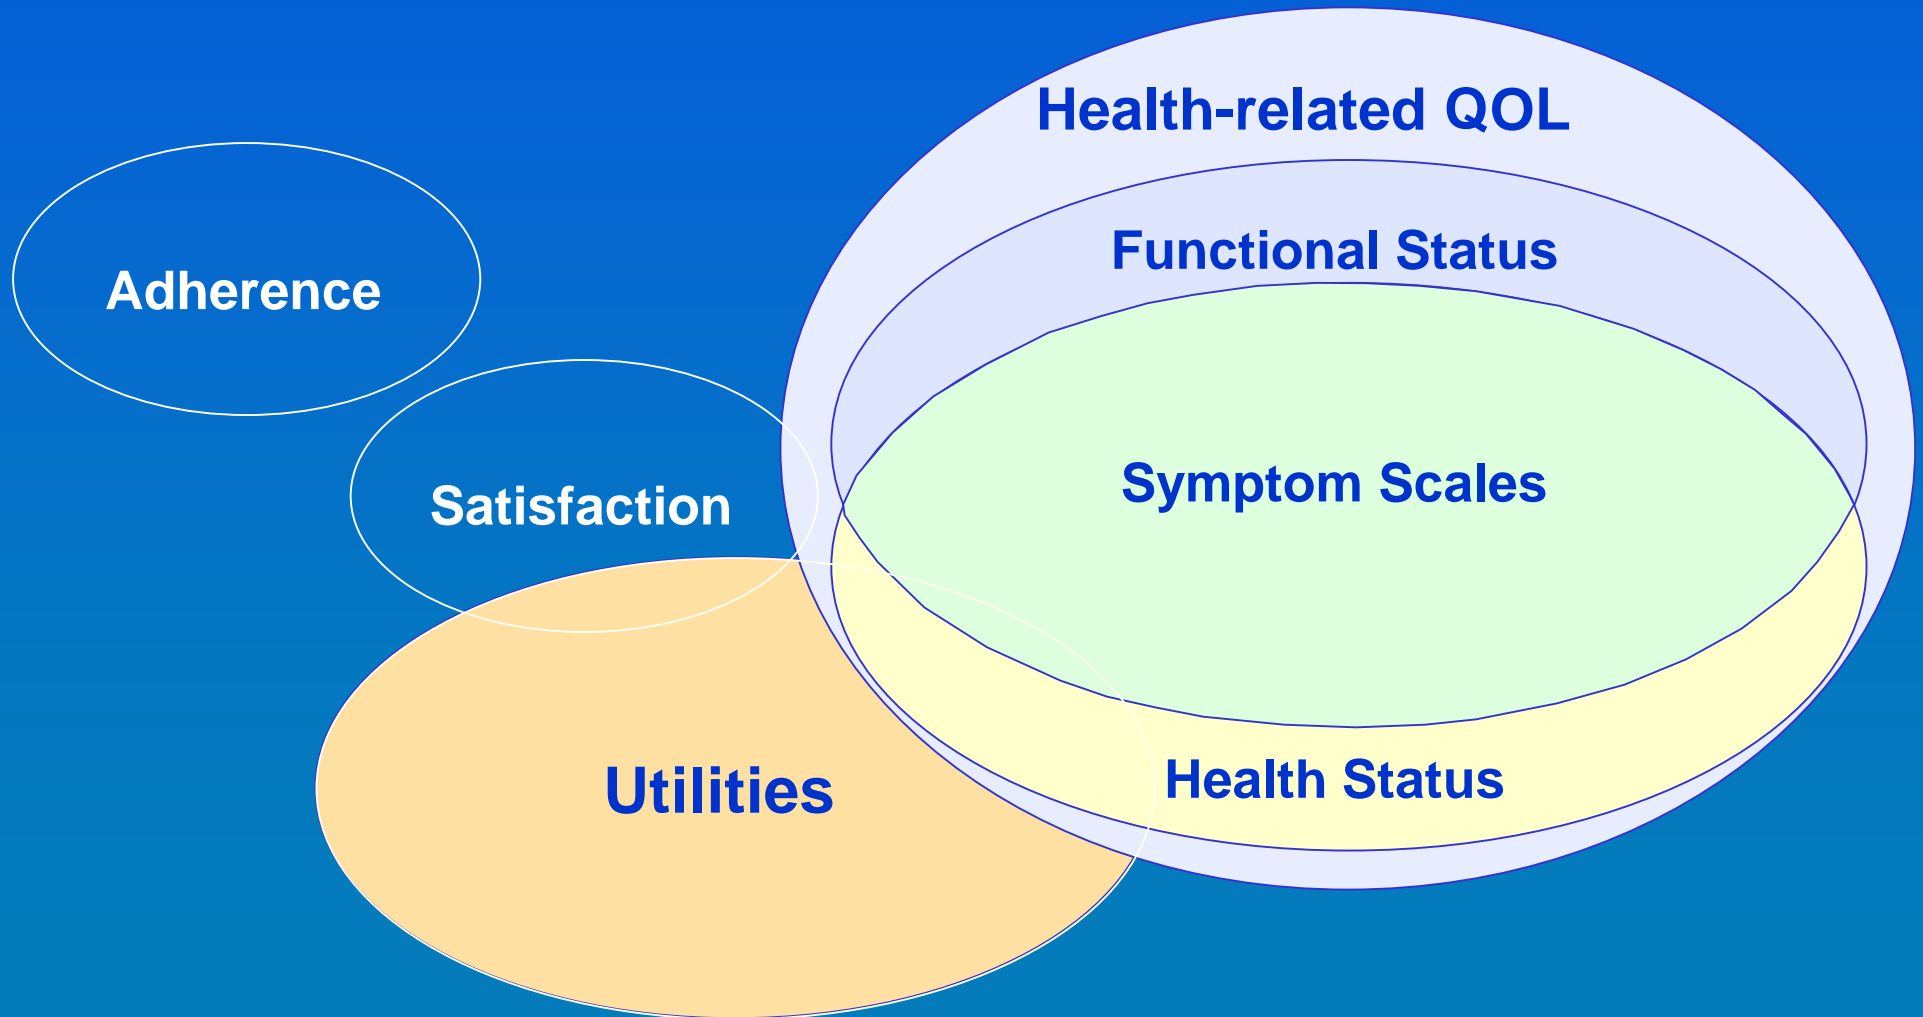 Health-related QOL
Functional Status
Adherence
Symptom Scales
Satisfaction
Health Status
Utilities